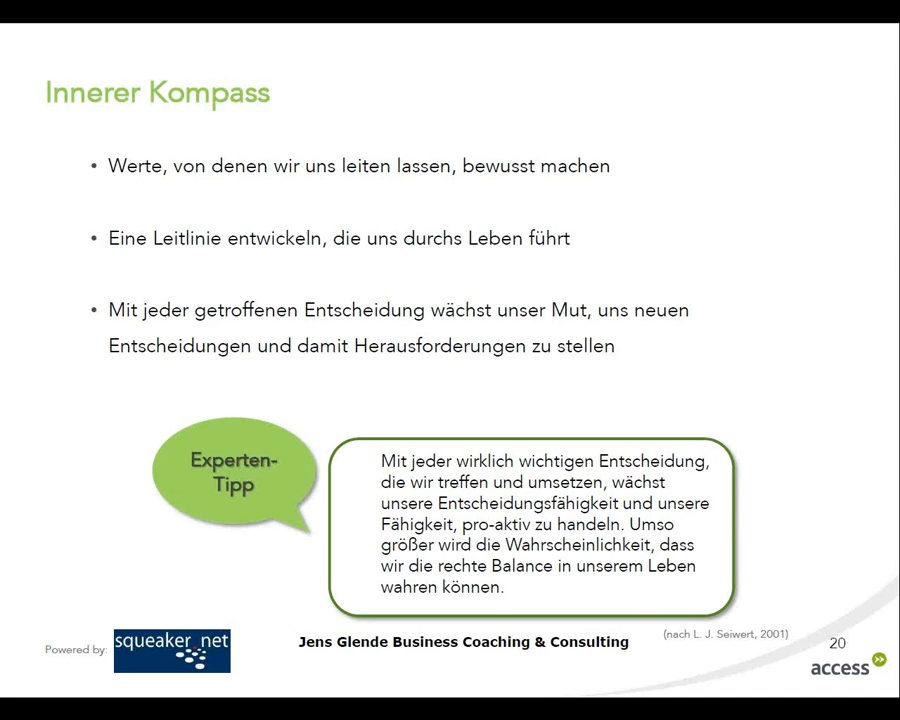 Innerer Kompass
• Werte, von denen wir uns leiten lassen, bewusst machen
• Eine Leitlinie entwickeln, die uns durchs Leben führt
• Mit jeder getroffenen Entscheidung wächst unser Mut, uns neuen
Entscheidungen und damit Herausforderungen zu stellen
Experten-
Tipp
Mit jeder wirklich wichtigen Entscheidung,
die wir treffen und umsetzen, wächst
unsere Entscheidungsfähigkeit und unsere
Fähigkeit, pro-aktiv zu handeln. Umso
größer wird die Wahrscheinlichkeit, dass
wir die rechte Balance in unserem Leben
wahren können.
Powered by:
squeaker_net
Jens Glende Business Coaching & Consulting
(nach L. J. Seiwert, 2001)
20
access